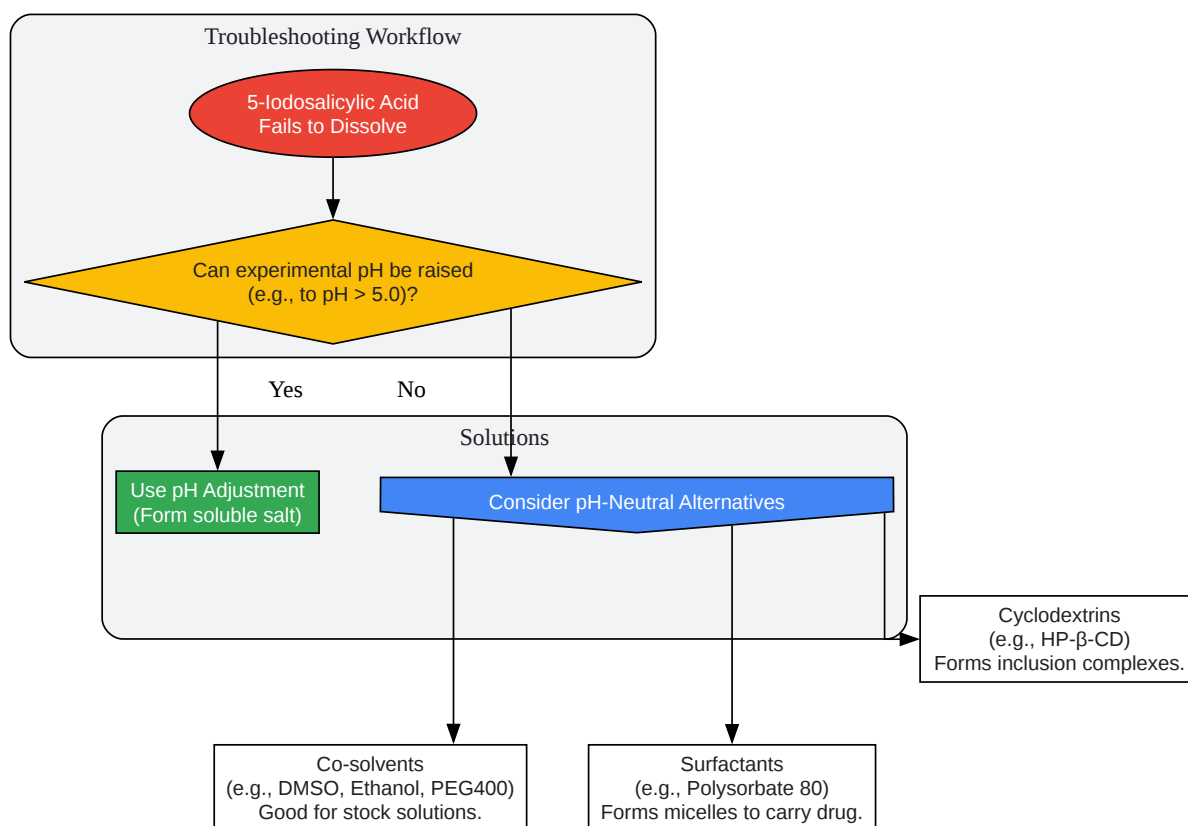 Troubleshooting Workflow
5-Iodosalicylic Acid
Fails to Dissolve
Can experimental pH be raised
(e.g., to pH > 5.0)?
Yes
No
Solutions
Use pH Adjustment
(Form soluble salt)
Consider pH-Neutral Alternatives
Cyclodextrins
(e.g., HP-β-CD)
Forms inclusion complexes.
Co-solvents
(e.g., DMSO, Ethanol, PEG400)
Good for stock solutions.
Surfactants
(e.g., Polysorbate 80)
Forms micelles to carry drug.